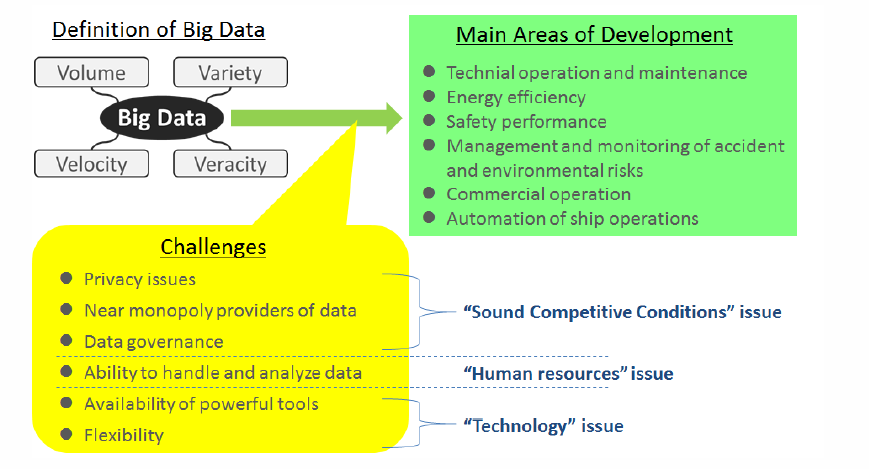 Definition of Big Data
Volume
Variety
Big Data
Velocity
Veracity
Main Areas of Development
Technial operation and maintenance
Energy efficiency
Safety performance
Management and monitoring of accident
and environmental risks
Commercial operation
Automation of ship operations
Challenges
Privacy issues
Near monopoly providers of data
Data governance
Ability to handle and analyze data
Availability of powerful tools
Flexibility
“Sound Competitive Conditions” issue
“Human resources” issue
“Technology” issue